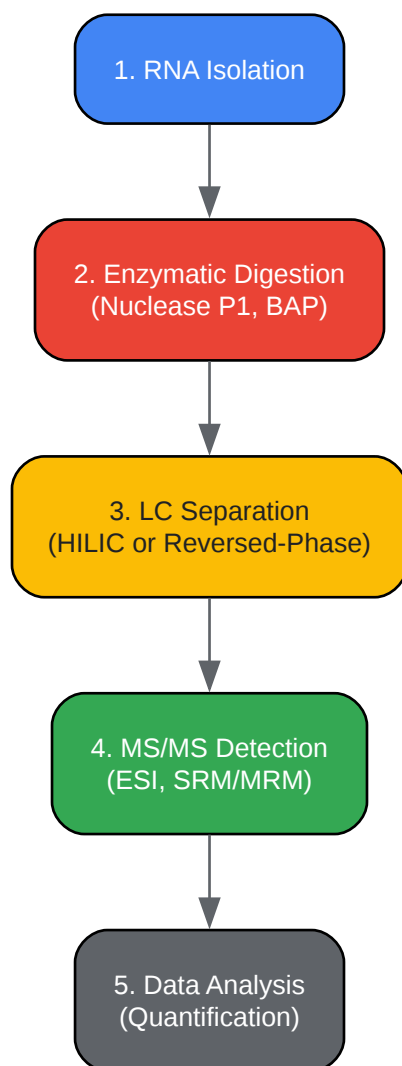 1. RNA Isolation
2. Enzymatic Digestion
(Nuclease P1, BAP)
3. LC Separation
(HILIC or Reversed-Phase)
4. MS/MS Detection
(ESI, SRM/MRM)
5. Data Analysis
(Quantification)